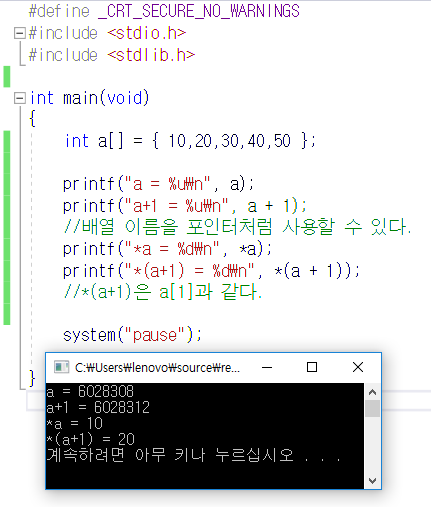 #define _CRT_SECURE_NO_WARNINGS
#include <stdio.h>
#include <stdlib.h>
int main(void)
{
int a[] = { 10,20,30,40,50 };
printf("a = %u₩n", a);
printf("a+1 = %u₩n", a + 1);
//배열 이름을 포인터처럼 사용할 수 있다.
printf("*a = %d₩n", *a);
printf("*(a+1) = %d₩n", *(a + 1));
//*(a+1)은 a[1]과 같다.
system("pause");
}
C:₩Users₩lenovo₩source₩re...
a = 6028308
a+1 = 6028312
*a = 10
*(a+1) = 20
계속하려면 아무 키나 누르십시오 . . .